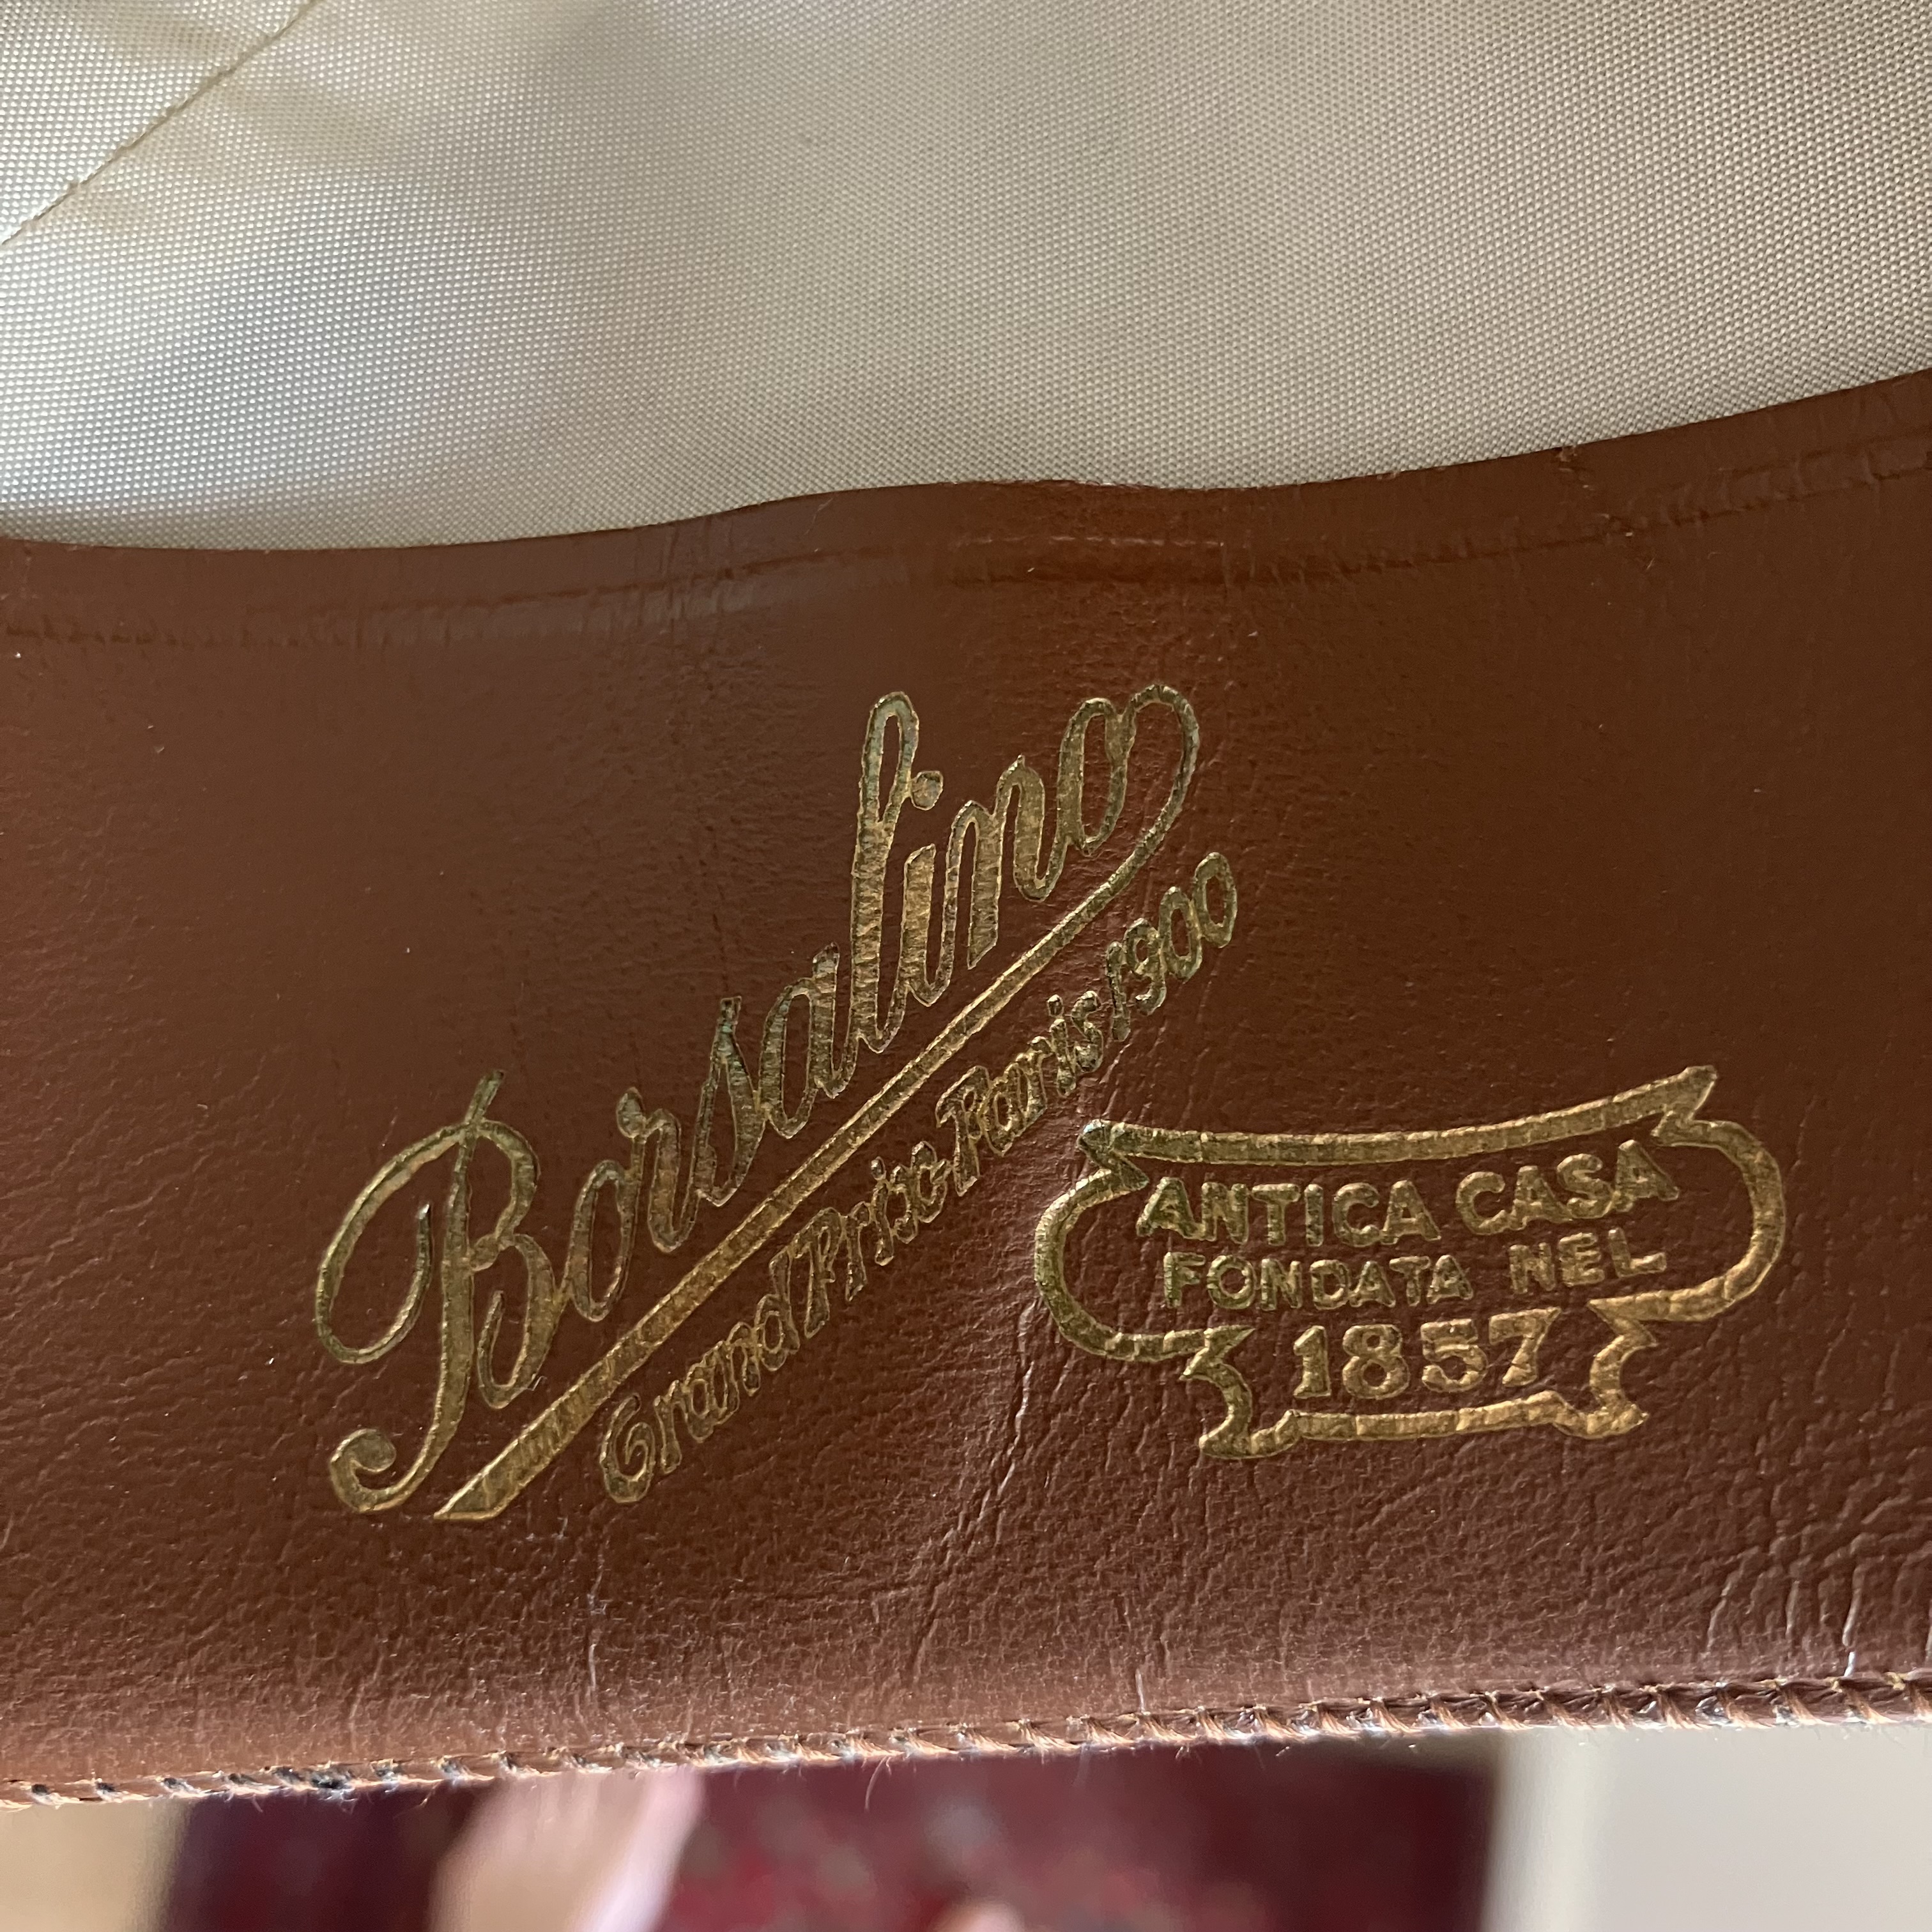 Borsalino
Grand Prix-Paris 1900
ANTICA CASA
FONDATA NEL
1857